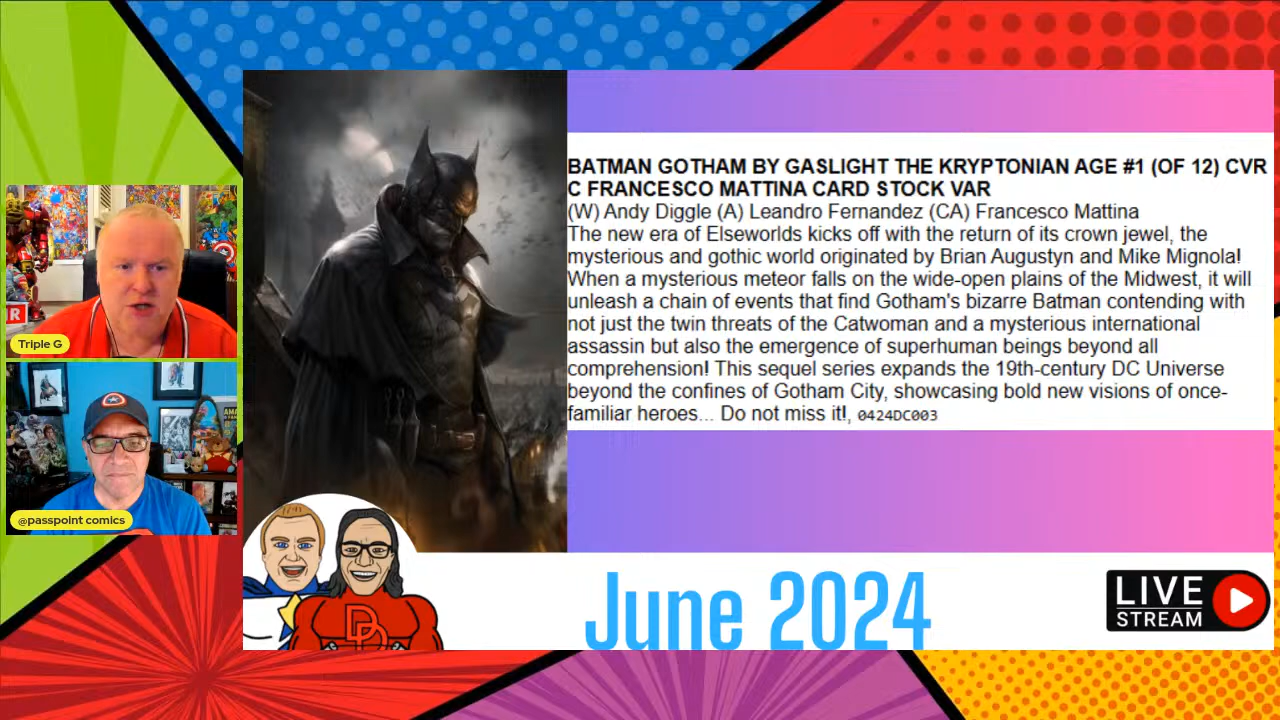 BATMAN GOTHAM BY GASLIGHT THE KRYPTONIAN AGE #1 (OF 12) CVR
C FRANCESCO MATTINA CARD STOCK VAR
(W) Andy Diggle (A) Leandro Fernandez (CA) Francesco Mattina
The new era of Elseworlds kicks off with the return of its crown jewel, the
mysterious and gothic world originated by Brian Augustyn and Mike Mignola!
When a mysterious meteor falls on the wide-open plains of the Midwest, it will
unleash a chain of events that find Gotham's bizarre Batman contending with
not just the twin threats of the Catwoman and a mysterious international
assassin but also the emergence of superhuman beings beyond all
comprehension! This sequel series expands the 19th-century DC Universe
beyond the confines of Gotham City, showcasing bold new visions of once-
familiar heroes... Do not miss it!, 0424DC003
Triple G
@passpoint comics
DD
June 2024
LIVE
STREAM